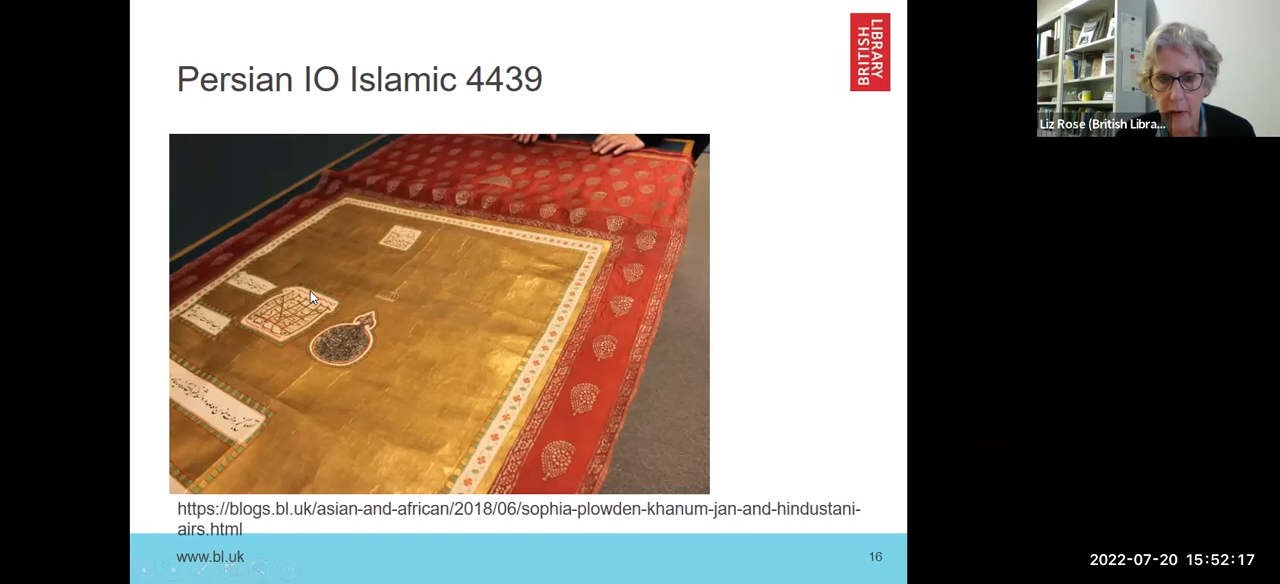 Persian IO Islamic 4439
LIBRARY
BRITISH
Liz Rose (British Libra...
https://blogs.bl.uk/asian-and-african/2018/06/sophia-plowden-khanum-jan-and-hindustani-
airs.html
www.bl.uk
16
2022-07-20 15:52:17